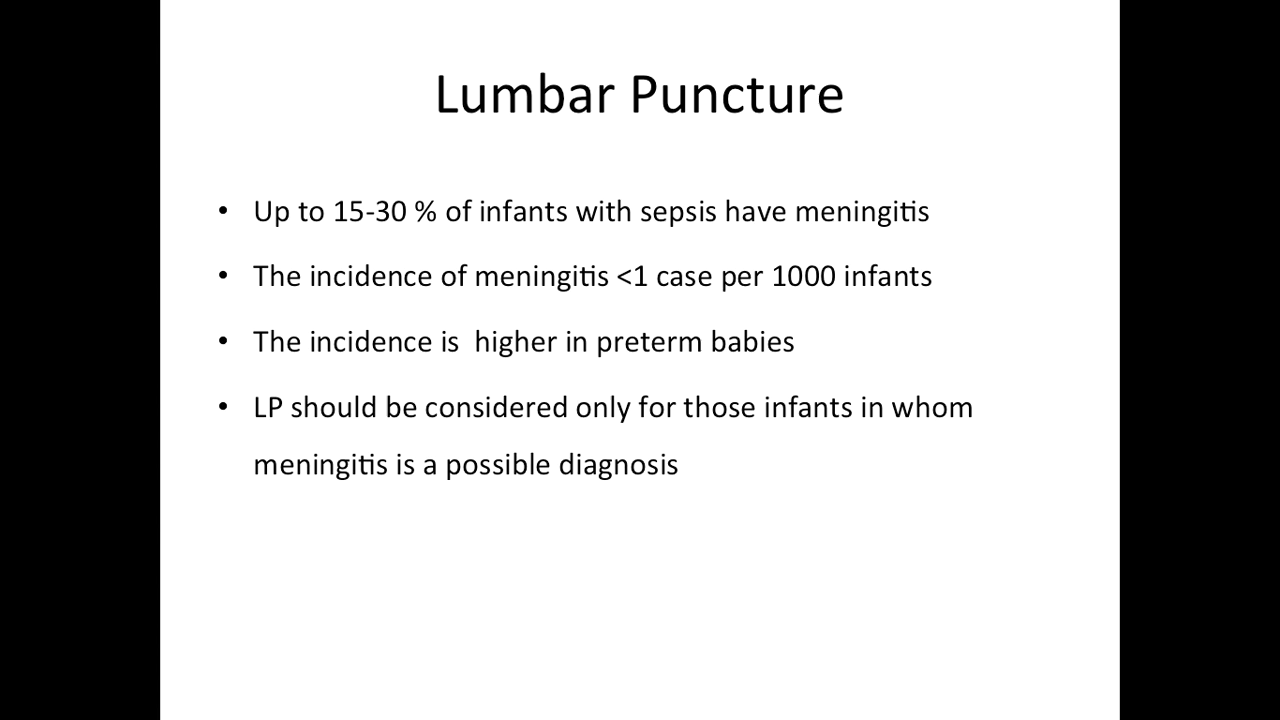 Lumbar Puncture
• Up to 15-30 % of infants with sepsis have meningitis
• The incidence of meningitis <1 case per 1000 infants
• The incidence is  higher in preterm babies
• LP should be considered only for those infants in whom
meningitis is a possible diagnosis